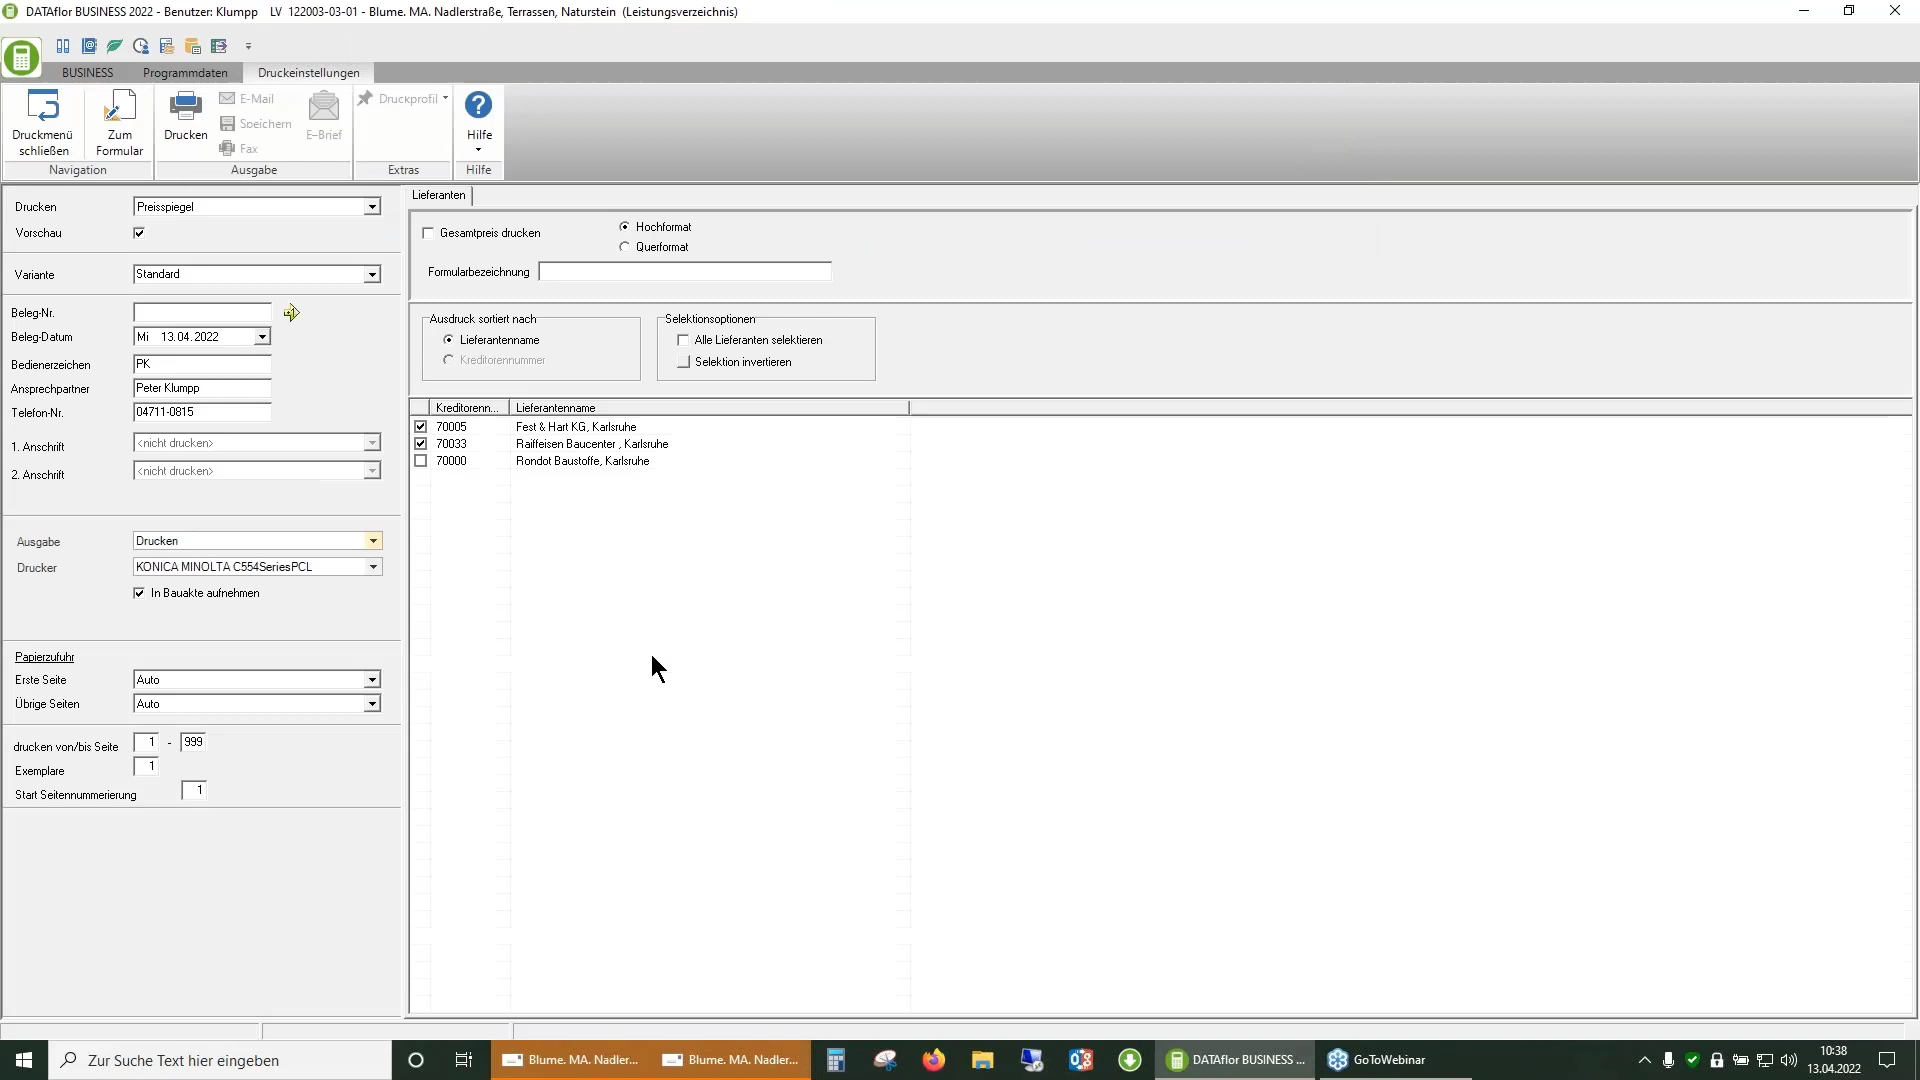 DATAflor BUSINESS 2022 - Benutzer: Klumpp    LV  122003-03-01 - Blume. MA. Nadlerstraße, Terrassen, Naturstein  (Leistungsverzeichnis)
BUSINESS    Programmdaten    Druckeinstellungen
Druckmenü schließen    Zum Formular    Drucken    E-Mail    Speichern    Fax    E-Brief    Druckprofil    Hilfe
Navigation    Ausgabe    Extras    Hilfe
Drucken    Preisspiegel
Vorschau
Variante    Standard
Beleg-Nr.
Beleg-Datum    Mi   13.04.2022
Bedienerzeichen    PK
Ansprechpartner    Peter Klumpp
Telefon-Nr.    04711-0815
1. Anschrift    <nicht drucken>
2. Anschrift    <nicht drucken>
Ausgabe    Drucken
Drucker    KONICA MINOLTA C554SeriesPCL
In Bauakte aufnehmen
Papierzufuhr
Erste Seite    Auto
Übrige Seiten    Auto
drucken von/bis Seite    1  -  999
Exemplare    1
Start Seitennummerierung    1
Lieferanten
Gesamtpreis drucken    Hochformat
Querformat
Formularbezeichnung
Ausdruck sortiert nach    Selektionsoptionen
Lieferantenname    Alle Lieferanten selektieren
Kreditorennummer    Selektion invertieren
Kreditorenn...    Lieferantenname
70005    Fest & Hart KG, Karlsruhe
70033    Raiffeisen Baucenter , Karlsruhe
70000    Rondot Baustoffe, Karlsruhe
Zur Suche Text hier eingeben    Blume. MA. Nadler...    Blume. MA. Nadler...    DATAflor BUSINESS ...    GoToWebinar    10:38
13.04.2022